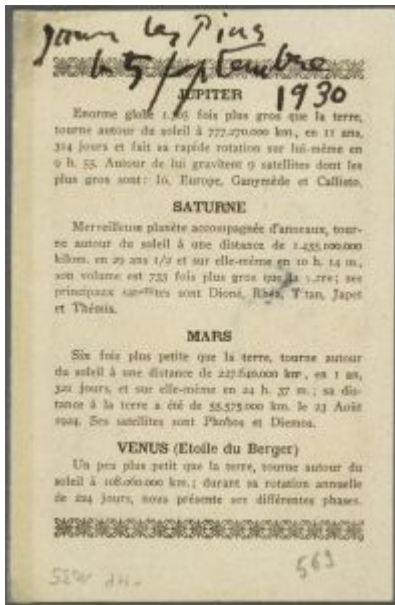 Juan les Pins
le 5 septembre
1930
JUPITER
Enorme globe fois plus gros que la terre,
tourne autour du soleil à 777.270.000 km., en 11 ans,
314 jours et fait sa rapide rotation sur lui-même en
9 h. 55. Autour de lui gravitent 9 satellites dont les
plus gros sont: Io, Europe, Ganymède et Callisto.
SATURNE
Merveilleuse planète accompagnée d'anneaux, tour-
ne autour du soleil à une distance de 1.435.100.000
kilom. en 29 ans 1/2 et sur elle-même en 10 h. 14 m.,
son volume est 733 fois plus gros que la terre; ses
principaux satellites sont Dioné, Rhéa, Titan, Japet
et Thémis.
MARS
Six fois plus petite que la terre, tourne autour
du soleil à une distance de 227.640.000 km, en 1 an,
321 jours, et sur elle-même en 24 h. 37 m.; sa dis-
tance à la terre a été de 55.575.000 km. le 23 Août
1924. Ses satellites sont Phobos et Diemos.
VENUS (Etoile du Berger)
Un peu plus petit que la terre, tourne autour du
soleil à 108.060.000 km.; durant sa rotation annuelle
de 224 jours, nous présente ses différentes phases.
569